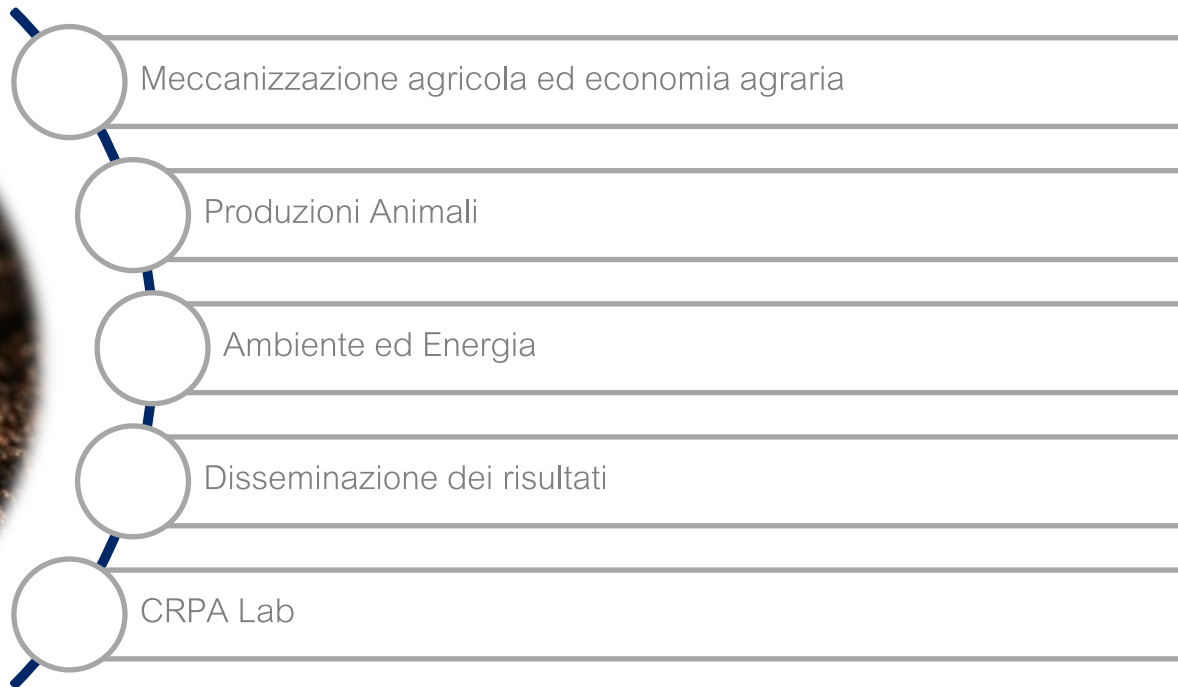 Meccanizzazione agricola ed economia agraria
Produzioni Animali
Ambiente ed Energia
Disseminazione dei risultati
CRPA Lab